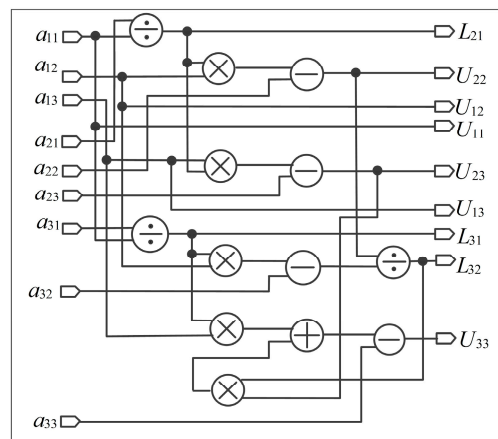 a₁₁
a₁₂
a₁₃
a₂₁
a₂₂
a₂₃
a₃₁
a₃₂
a₃₃
÷
×
−
×
−
÷
×
−
÷
×
+
−
×
L₂₁
U₂₂
U₁₂
U₁₁
U₂₃
U₁₃
L₃₁
L₃₂
U₃₃